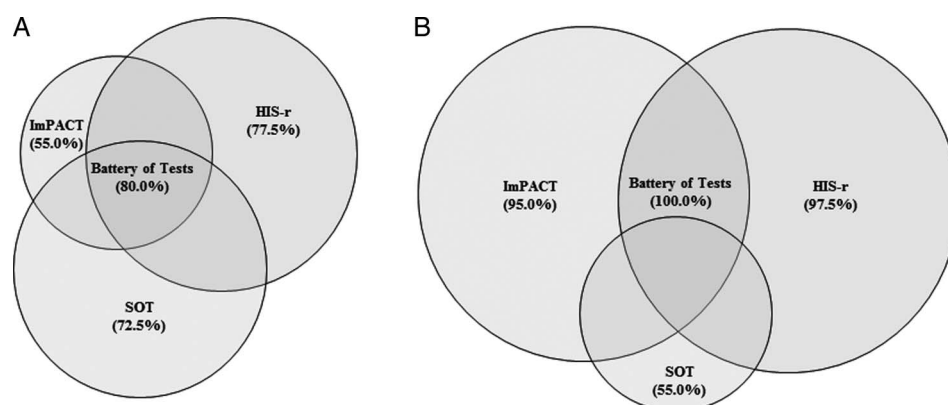 A
ImPACT
(55.0%)
HIS-r
(77.5%)
Battery of Tests
(80.0%)
SOT
(72.5%)
B
ImPACT
(95.0%)
Battery of Tests
(100.0%)
HIS-r
(97.5%)
SOT
(55.0%)